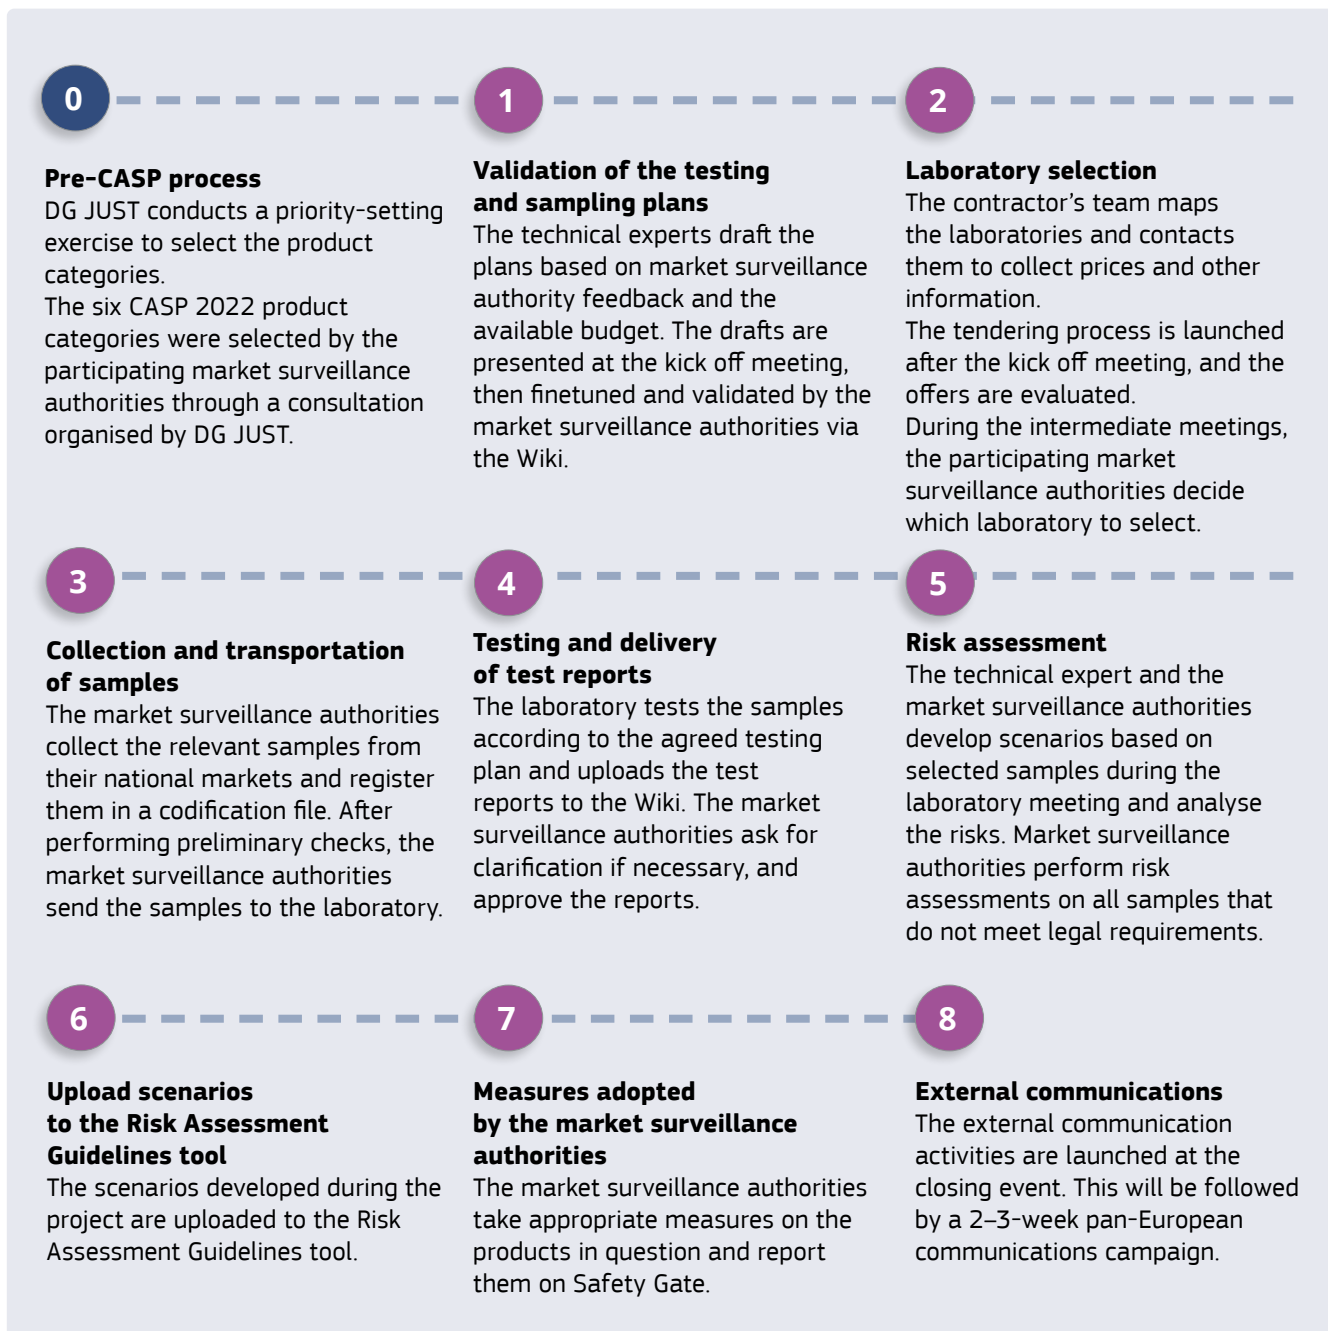 0
Pre-CASP process
DG JUST conducts a priority-setting
exercise to select the product
categories.
The six CASP 2022 product
categories were selected by the
participating market surveillance
authorities through a consultation
organised by DG JUST.
1
Validation of the testing
and sampling plans
The technical experts draft the
plans based on market surveillance
authority feedback and the
available budget. The drafts are
presented at the kick off meeting,
then finetuned and validated by the
market surveillance authorities via
the Wiki.
2
Laboratory selection
The contractor’s team maps
the laboratories and contacts
them to collect prices and other
information.
The tendering process is launched
after the kick off meeting, and the
offers are evaluated.
During the intermediate meetings,
the participating market
surveillance authorities decide
which laboratory to select.
3
Collection and transportation
of samples
The market surveillance authorities
collect the relevant samples from
their national markets and register
them in a codification file. After
performing preliminary checks, the
market surveillance authorities
send the samples to the laboratory.
4
Testing and delivery
of test reports
The laboratory tests the samples
according to the agreed testing
plan and uploads the test
reports to the Wiki. The market
surveillance authorities ask for
clarification if necessary, and
approve the reports.
5
Risk assessment
The technical expert and the
market surveillance authorities
develop scenarios based on
selected samples during the
laboratory meeting and analyse
the risks. Market surveillance
authorities perform risk
assessments on all samples that
do not meet legal requirements.
6
Upload scenarios
to the Risk Assessment
Guidelines tool
The scenarios developed during the
project are uploaded to the Risk
Assessment Guidelines tool.
7
Measures adopted
by the market surveillance
authorities
The market surveillance authorities
take appropriate measures on the
products in question and report
them on Safety Gate.
8
External communications
The external communication
activities are launched at the
closing event. This will be followed
by a 2–3-week pan-European
communications campaign.